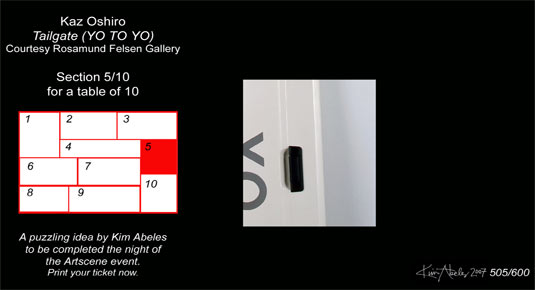 Kaz Oshiro
Tailgate (YO TO YO)
Courtesy Rosamund Felsen Gallery
Section 5/10
for a table of 10
1
2
3
4
5
6
7
8
9
10
YO
A puzzling idea by Kim Abeles
to be completed the night of
the Artscene event.
Print your ticket now.
Kim Abeles 2007 505/600